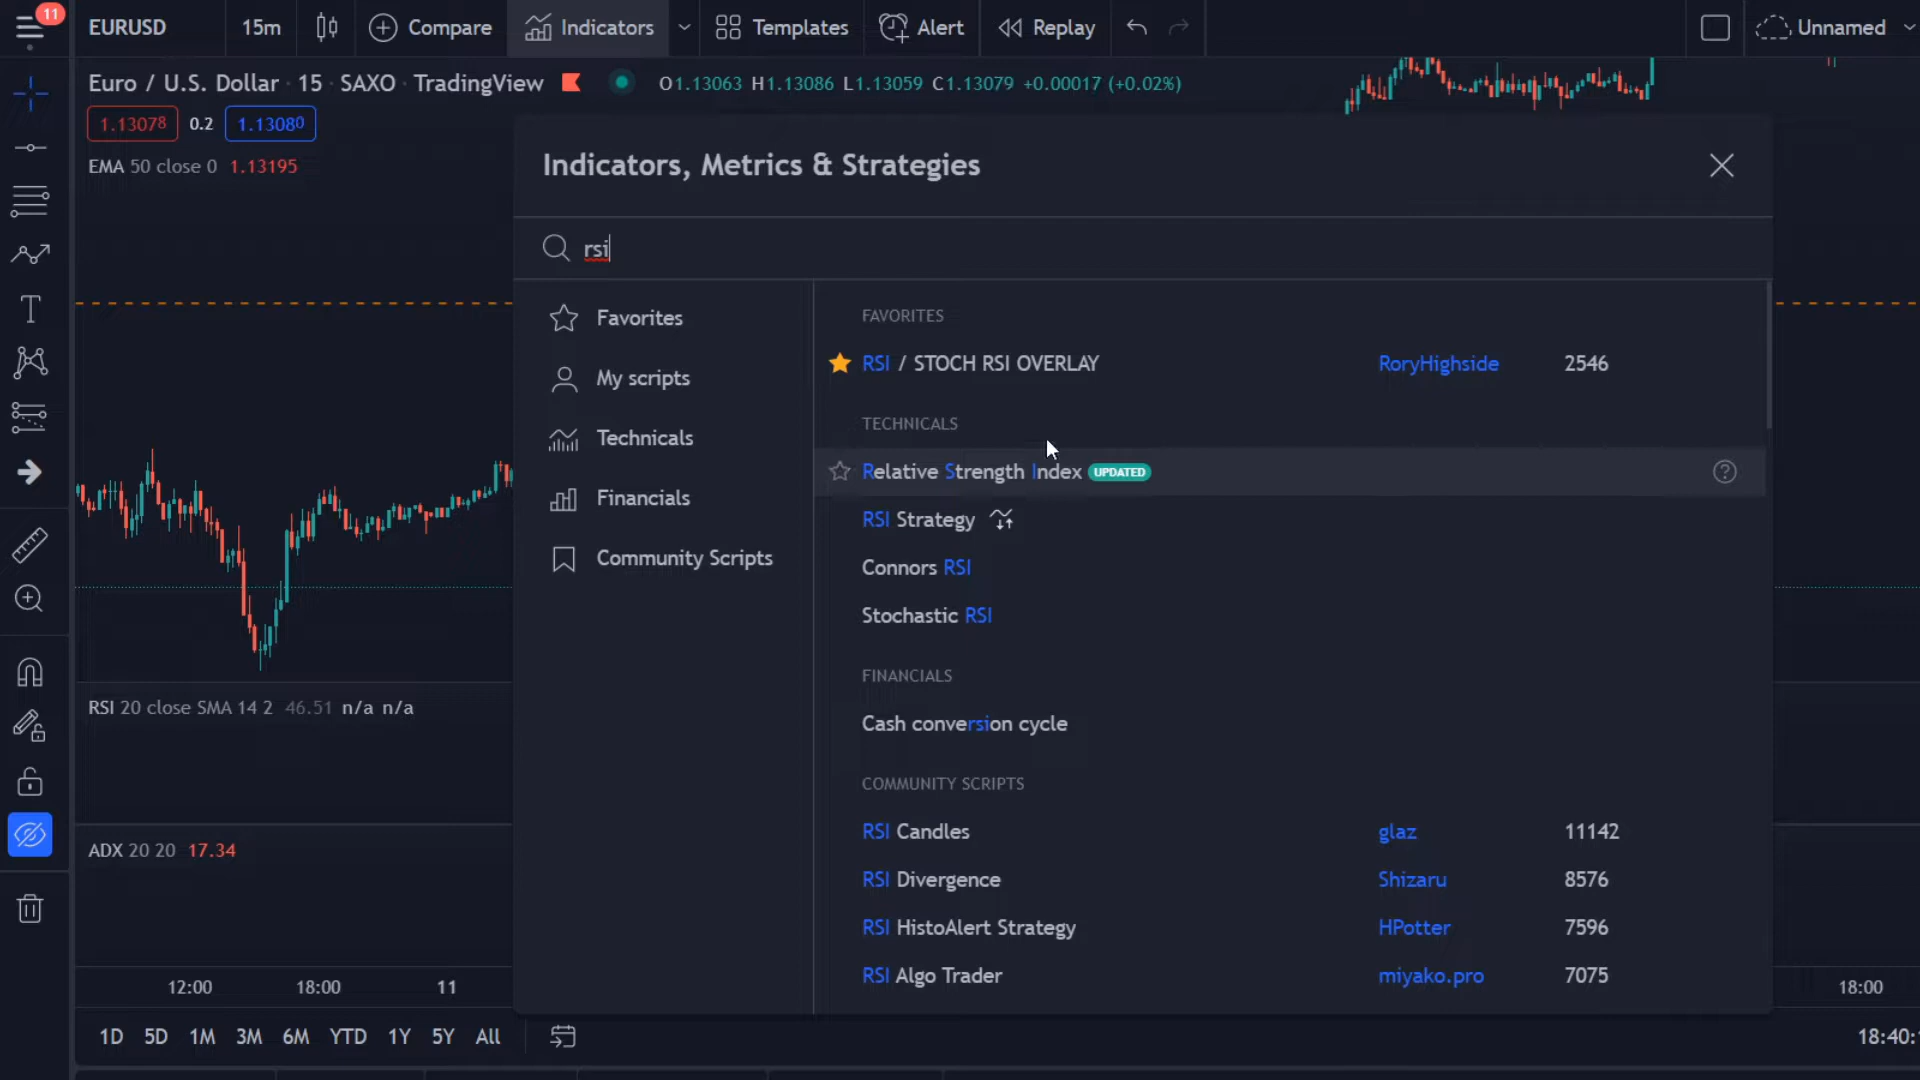 11
EURUSD 15m Compare Indicators Templates Alert Replay Unnamed
Euro / U.S. Dollar · 15 · SAXO · TradingView O1.13063 H1.13086 L1.13059 C1.13079 +0.00017 (+0.02%)
1.13078 0.2 1.13080
EMA 50 close 0 1.13195
Indicators, Metrics & Strategies
rsi
Favorites
My scripts
Technicals
Financials
Community Scripts
FAVORITES
RSI / STOCH RSI OVERLAY RoryHighside 2546
TECHNICALS
Relative Strength Index UPDATED
RSI Strategy
Connors RSI
Stochastic RSI
FINANCIALS
Cash conversion cycle
COMMUNITY SCRIPTS
RSI Candles glaz 11142
RSI Divergence Shizaru 8576
RSI HistoAlert Strategy HPotter 7596
RSI Algo Trader miyako.pro 7075
RSI 20 close SMA 14 2 46.51 n/a n/a
ADX 20 20 17.34
12:00 18:00 11 18:00
1D 5D 1M 3M 6M YTD 1Y 5Y All 18:40: